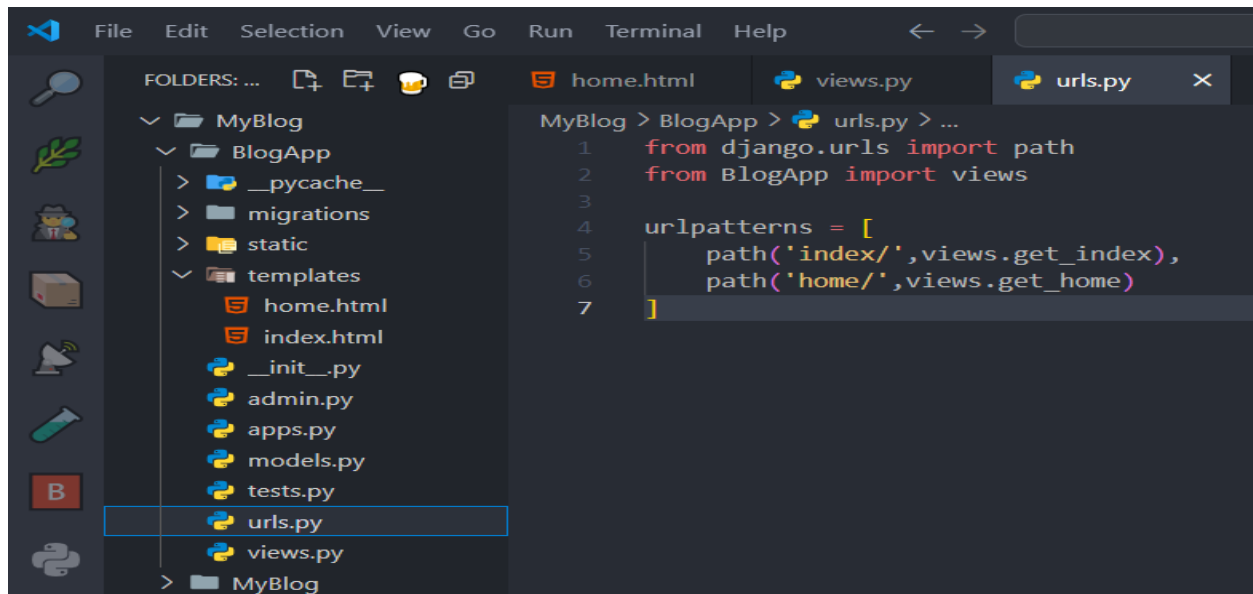 File Edit Selection View Go Run Terminal Help
FOLDERS: ...
home.html views.py urls.py
MyBlog
BlogApp
__pycache__
migrations
static
templates
home.html
index.html
__init__.py
admin.py
apps.py
models.py
tests.py
urls.py
views.py
MyBlog
B
MyBlog > BlogApp > urls.py > ...
1 from django.urls import path
2 from BlogApp import views
3
4 urlpatterns = [
5 path('index/',views.get_index),
6 path('home/',views.get_home)
7 ]